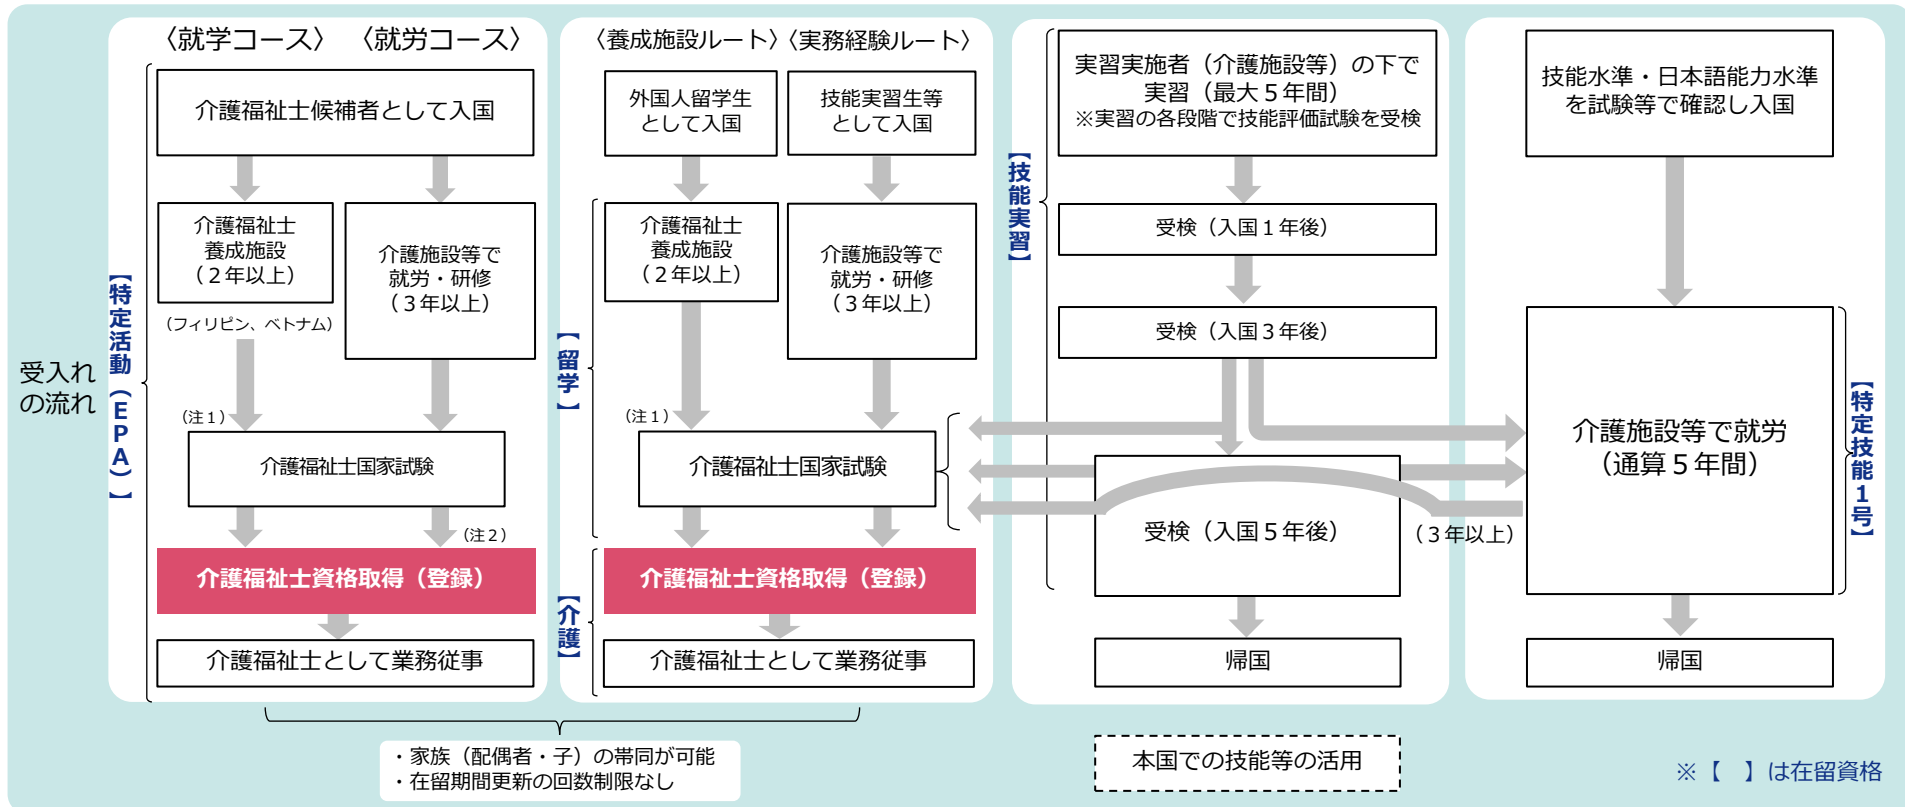 受入れ
の流れ
〈就学コース〉
〈就労コース〉
【特定活動（ＥＰＡ）】
介護福祉士候補者として入国
介護福祉士
養成施設
（２年以上）
（フィリピン、ベトナム）
介護施設等で
就労・研修
（３年以上）
（注１）
介護福祉士国家試験
（注２）
介護福祉士資格取得（登録）
介護福祉士として業務従事
〈養成施設ルート〉
〈実務経験ルート〉
【留学】
外国人留学生
として入国
技能実習生等
として入国
介護福祉士
養成施設
（２年以上）
介護施設等で
就労・研修
（３年以上）
（注１）
介護福祉士国家試験
【介護】
介護福祉士資格取得（登録）
介護福祉士として業務従事
・家族（配偶者・子）の帯同が可能
・在留期間更新の回数制限なし
【技能実習】
実習実施者（介護施設等）の下で
実習（最大５年間）
※実習の各段階で技能評価試験を受検
受検（入国１年後）
受検（入国３年後）
受検（入国５年後）
帰国
本国での技能等の活用
技能水準・日本語能力水準
を試験等で確認し入国
介護施設等で就労
（通算５年間）
（３年以上）
【特定技能１号】
帰国
※【　】は在留資格